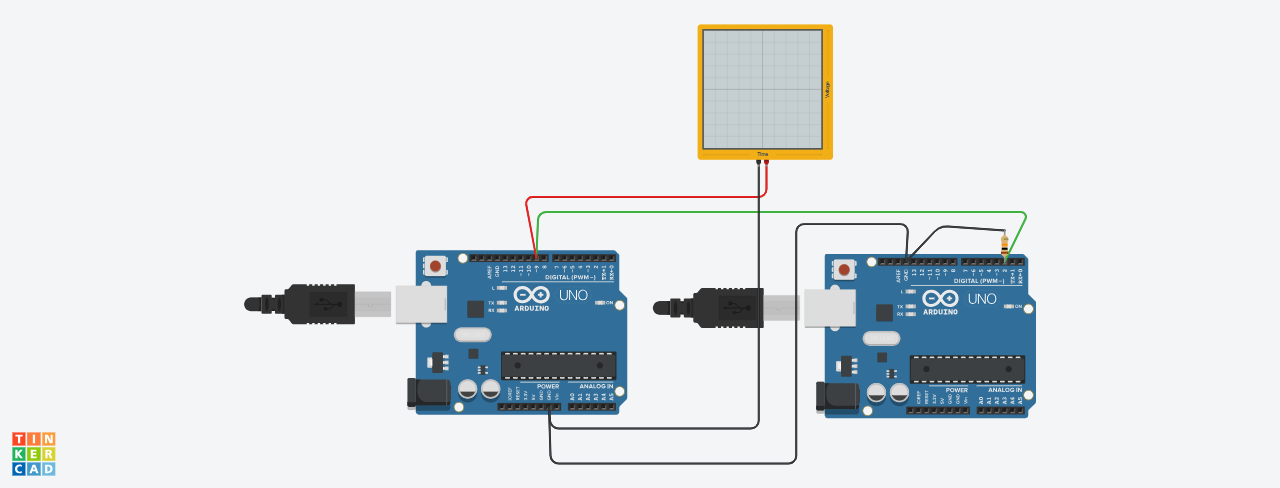 Voltage
Time
AREF
GND
13
12
~11
~10
~9
8
7
~6
~5
4
~3
2
TX→1
RX←0
DIGITAL (PWM~)
L
TX
RX
UNO
ARDUINO
ON
POWER
ANALOG IN
IOREF
RESET
3.3V
5V
GND
GND
Vin
A0
A1
A2
A3
A4
A5
AREF
GND
13
12
~11
~10
~9
8
7
~6
~5
4
~3
2
TX→1
RX←0
DIGITAL (PWM~)
L
TX
RX
UNO
ARDUINO
ON
POWER
ANALOG IN
IOREF
RESET
3.3V
5V
GND
GND
Vin
A0
A1
A2
A3
A4
A5
TIN
KER
CAD